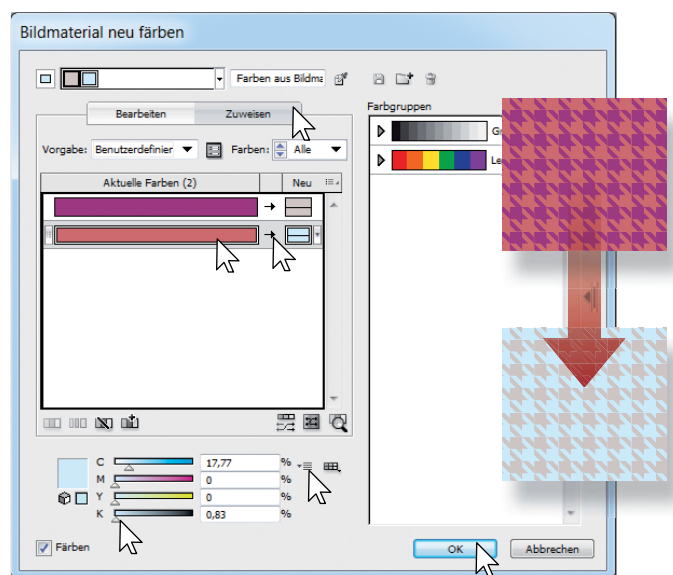 Bildmaterial neu färben
Farben aus Bildma
Bearbeiten Zuweisen
Farbgruppen
Vorgabe: Benutzerdefinier Farben: Alle
Aktuelle Farben (2) Neu
C 17,77 %
M 0 %
Y 0 %
K 0,83 %
Färben
OK Abbrechen